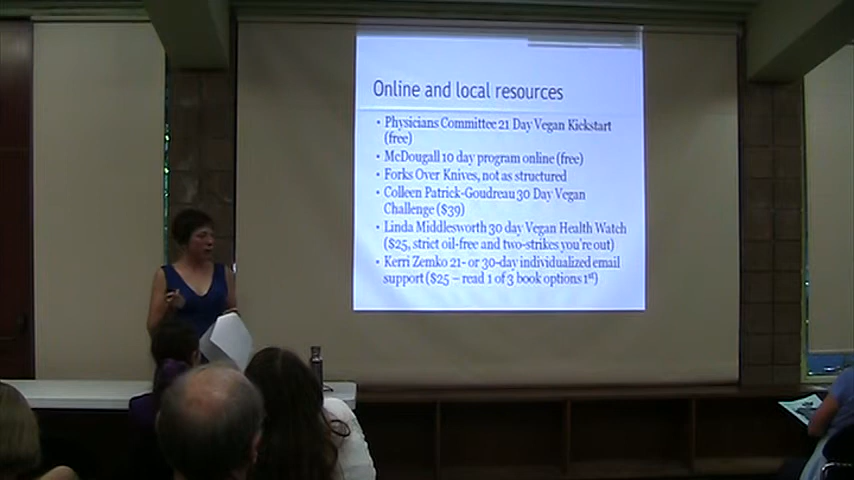 Online and local resources
• Physicians Committee 21 Day Vegan Kickstart
(free)
• McDougall 10 day program online (free)
• Forks Over Knives, not as structured
• Colleen Patrick-Goudreau 30 Day Vegan
Challenge ($39)
• Linda Middlesworth 30 day Vegan Health Watch
($25, strict oil-free and two-strikes you're out)
• Kerri Zemko 21- or 30-day individualized email
support ($25 – read 1 of 3 book options 1st)